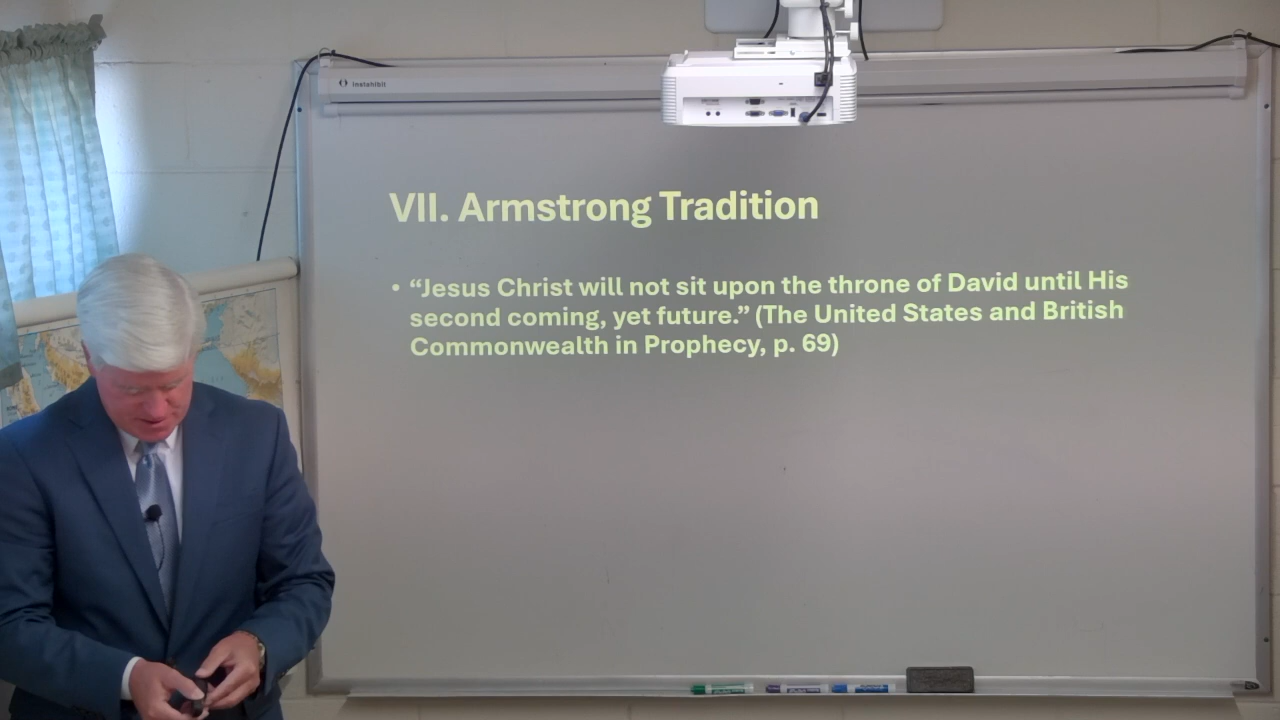 Instahibit
VII. Armstrong Tradition
• “Jesus Christ will not sit upon the throne of David until His
second coming, yet future.” (The United States and British
Commonwealth in Prophecy, p. 69)